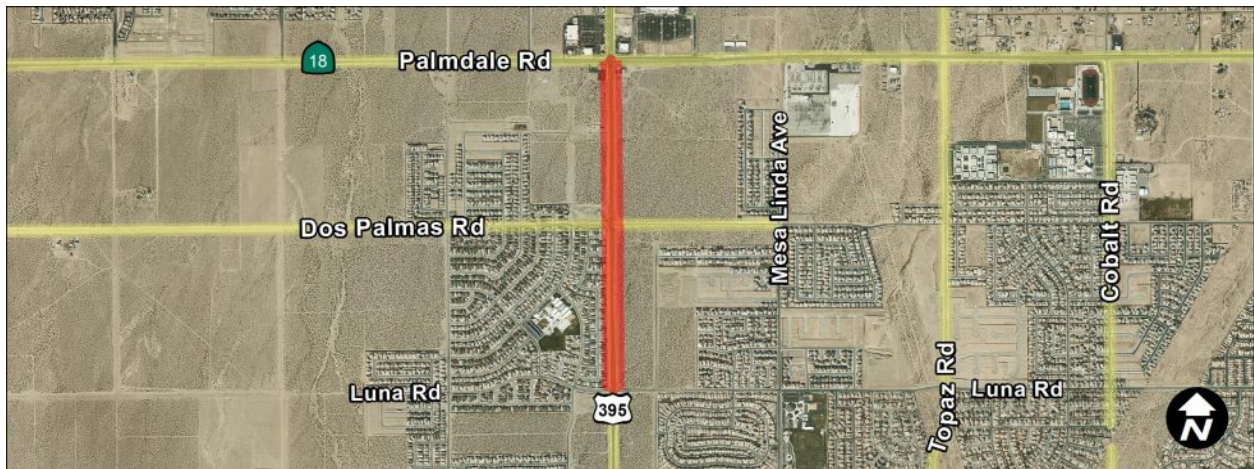 18
Palmdale Rd
Mesa Linda Ave
Dos Palmas Rd
Cobalt Rd
Luna Rd
395
Topaz Rd
Luna Rd
N